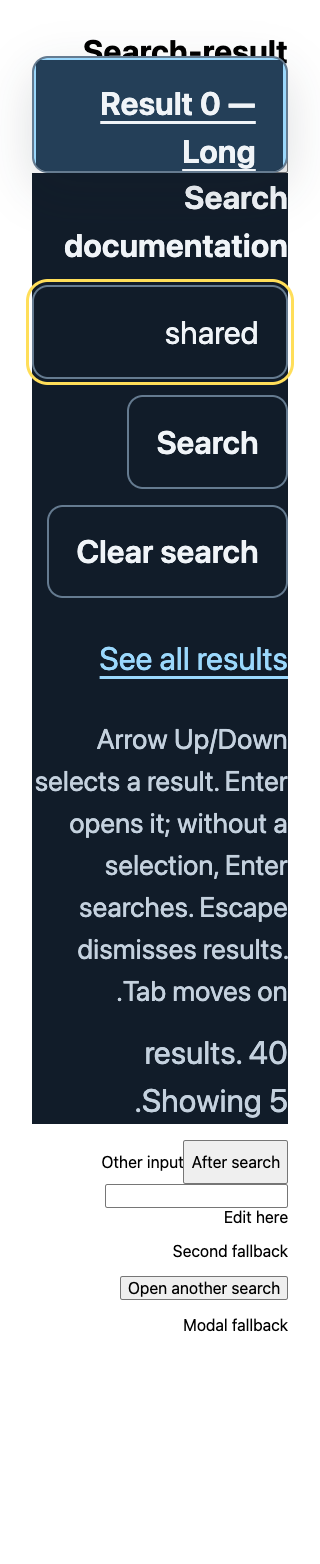 Search-result
Result 0 —
Long
Search
documentation
shared
Search
Clear search
See all results
Arrow Up/Down
selects a result. Enter
opens it; without a
selection, Enter
searches. Escape
dismisses results.
.Tab moves on
results. 40
.Showing 5
Other input After search
Edit here
Second fallback
Open another search
Modal fallback